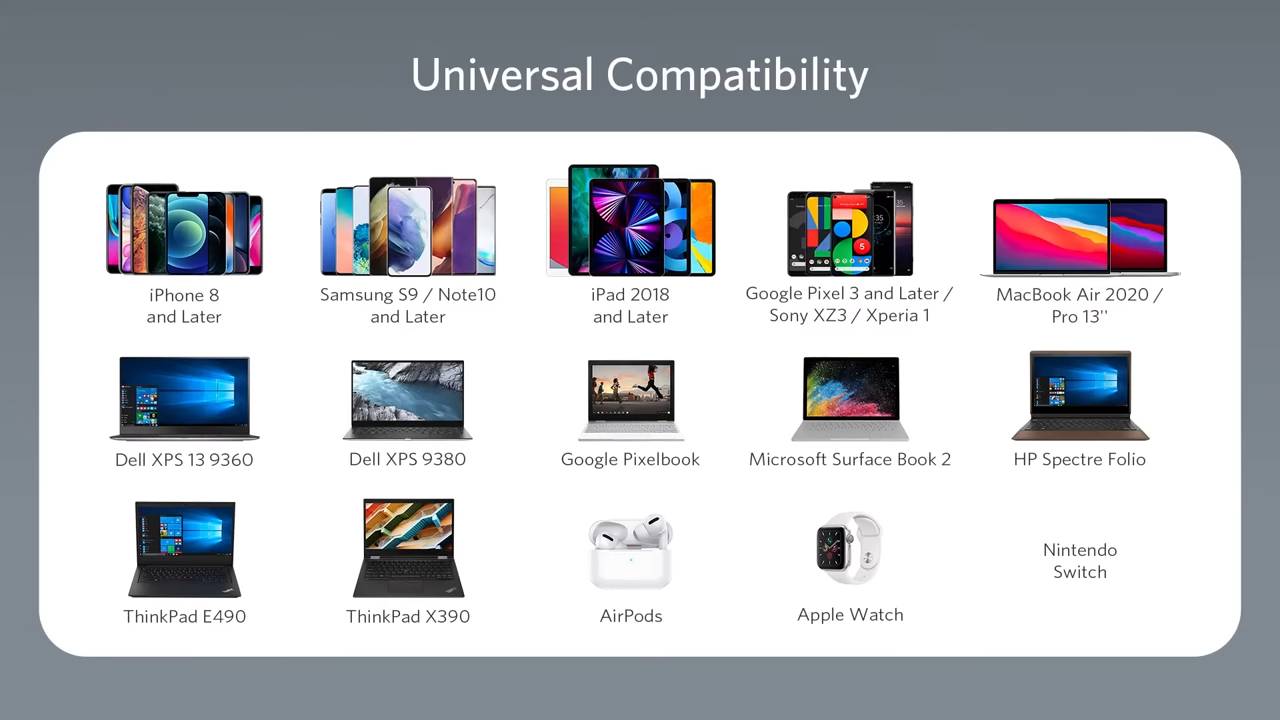 Universal Compatibility
iPhone 8
and Later
Samsung S9 / Note10
and Later
iPad 2018
and Later
Google Pixel 3 and Later /
Sony XZ3 / Xperia 1
MacBook Air 2020 /
Pro 13''
Dell XPS 13 9360
Dell XPS 9380
Google Pixelbook
Microsoft Surface Book 2
HP Spectre Folio
ThinkPad E490
ThinkPad X390
AirPods
Apple Watch
Nintendo
Switch